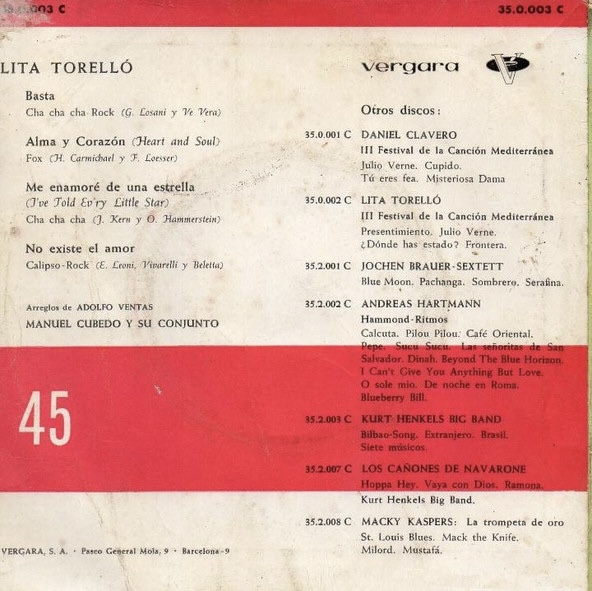 35.0.003 C
35.0.003 C
LITA TORELLÓ
Basta
Cha cha cha-Rock (G. Losani y Ve Vera)
Alma y Corazón (Heart and Soul)
Fox (H. Carmichael y F. Loesser)
Me enamoré de una estrella
(I've Told Ev'ry Little Star)
Cha cha cha (J. Kern y O. Hammerstein)
No existe el amor
Calipso-Rock (E. Leoni, Vivarelli y Beletta)
Arreglos de ADOLFO VENTAS
MANUEL CUBEDO Y SU CONJUNTO
45
VERGARA, S. A. · Paseo General Mola, 9 · Barcelona-9
vergara V
Otros discos:
35.0.001 C DANIEL CLAVERO
III Festival de la Canción Mediterránea
Julio Verne. Cupido.
Tú eres fea. Misteriosa Dama
35.0.002 C LITA TORELLÓ
III Festival de la Canción Mediterránea
Presentimiento. Julio Verne.
¿Dónde has estado? Frontera.
35.2.001 C JOCHEN BRAUER-SEXTETT
Blue Moon. Pachanga. Sombrero. Serafina.
35.2.002 C ANDREAS HARTMANN
Hammond-Ritmos
Calcuta. Pilou Pilou. Café Oriental.
Pepe. Sucu Sucu. Las señoritas de San
Salvador. Dinah. Beyond The Blue Horizon.
I Can't Give You Anything But Love.
O sole mio. De noche en Roma.
Blueberry Bill.
35.2.003 C KURT HENKELS BIG BAND
Bilbao-Song. Extranjero. Brasil.
Siete músicos.
35.2.007 C LOS CAÑONES DE NAVARONE
Hoppa Hey. Vaya con Dios. Ramona.
Kurt Henkels Big Band.
35.2.008 C MACKY KASPERS: La trompeta de oro
St. Louis Blues. Mack the Knife.
Milord. Mustafá.